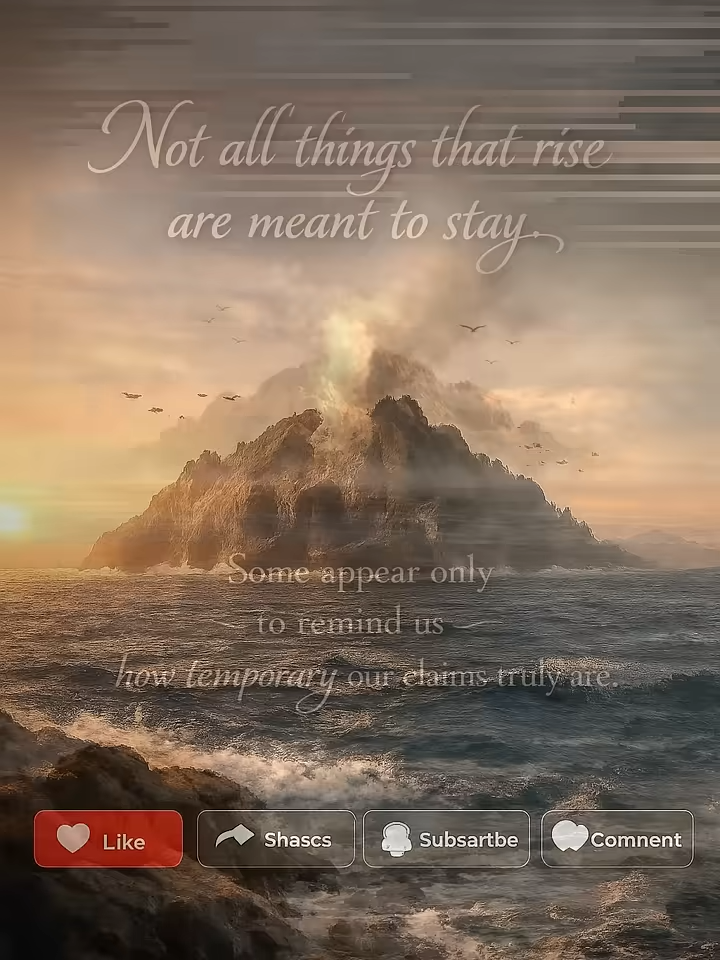 Not all things that rise
are meant to stay.
Some appear only
to remind us
how temporary our claims truly are.
Like
Shascs
Subsartbe
Comnent